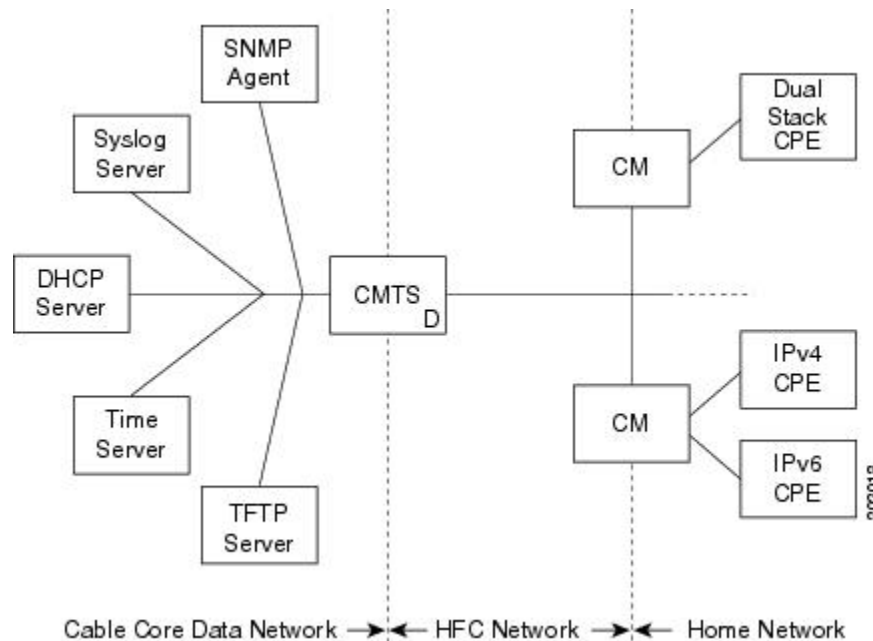 SNMP
Agent
Syslog
Server
DHCP
Server
Time
Server
TFTP
Server
CMTS
D
CM
Dual
Stack
CPE
CM
IPv4
CPE
IPv6
CPE
Cable Core Data Network
HFC Network
Home Network